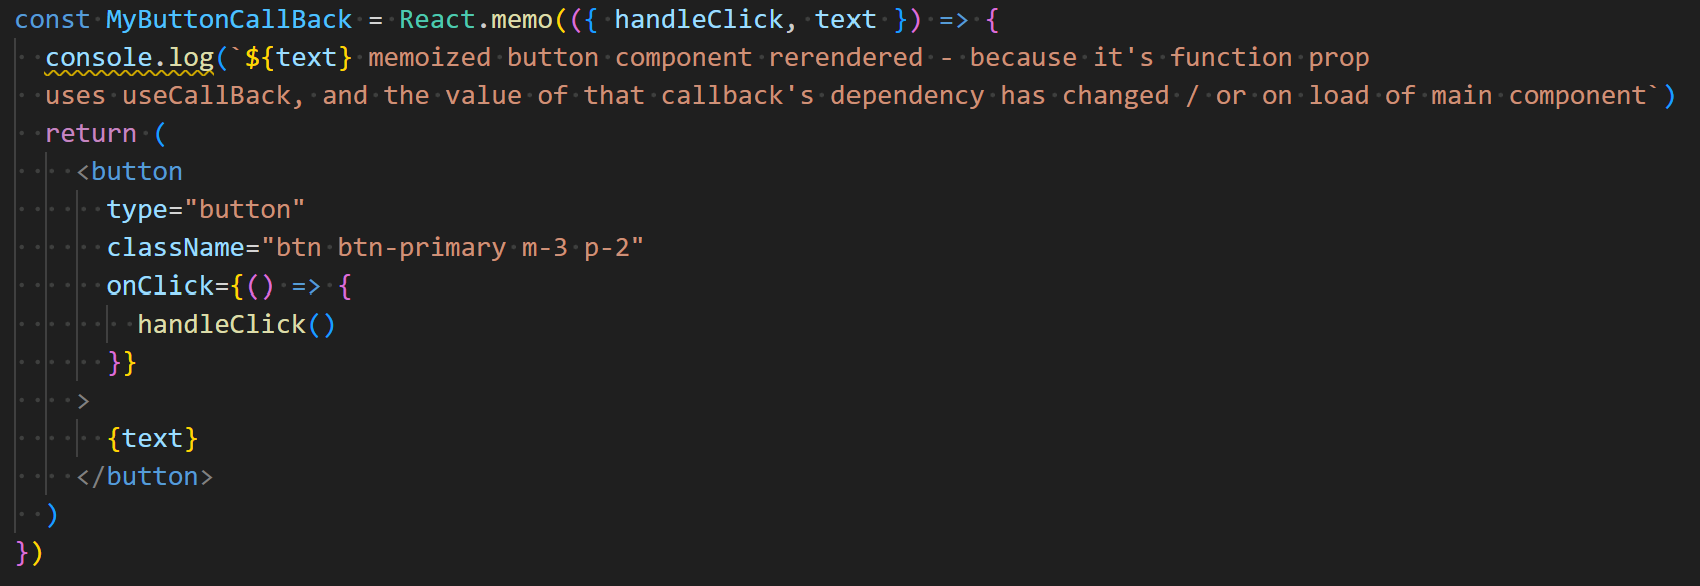 const MyButtonCallBack = React.memo(({ handleClick, text }) => {
  console.log(`${text} memoized button component rerendered - because it's function prop
  uses useCallBack, and the value of that callback's dependency has changed / or on load of main component`)
  return (
    <button
      type="button"
      className="btn btn-primary m-3 p-2"
      onClick={() => {
        handleClick()
      }}
    >
      {text}
    </button>
  )
})